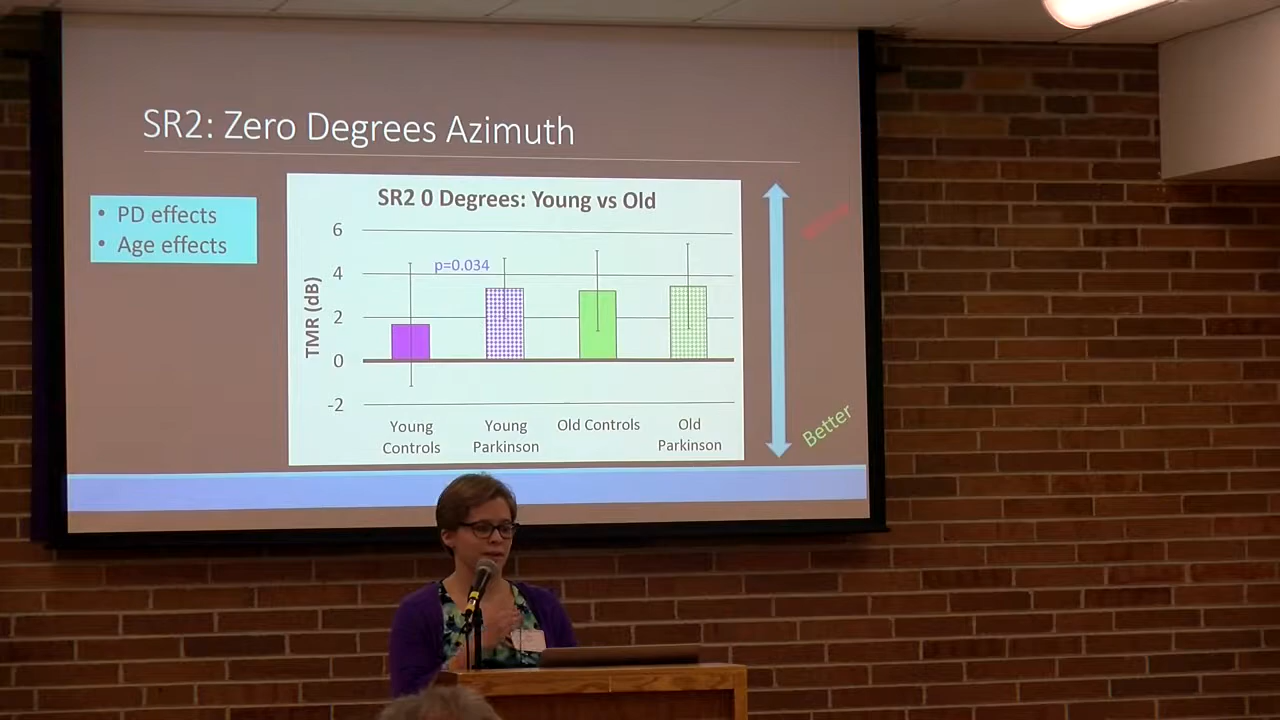 SR2: Zero Degrees Azimuth
• PD effects
• Age effects
SR2 0 Degrees: Young vs Old
TMR (dB)
6
4
2
0
-2
p=0.034
Young
Controls
Young
Parkinson
Old Controls
Old
Parkinson
Better